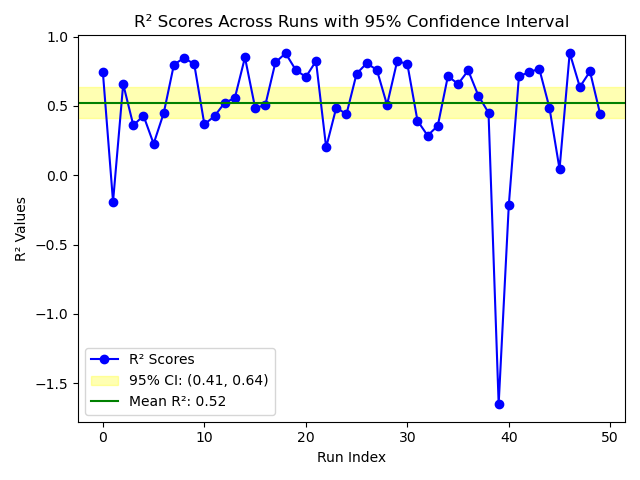 R² Scores Across Runs with 95% Confidence Interval
1.0
0.5
0.0
−0.5
−1.0
−1.5
R² Values
R² Scores
95% CI: (0.41, 0.64)
Mean R²: 0.52
0 10 20 30 40 50
Run Index